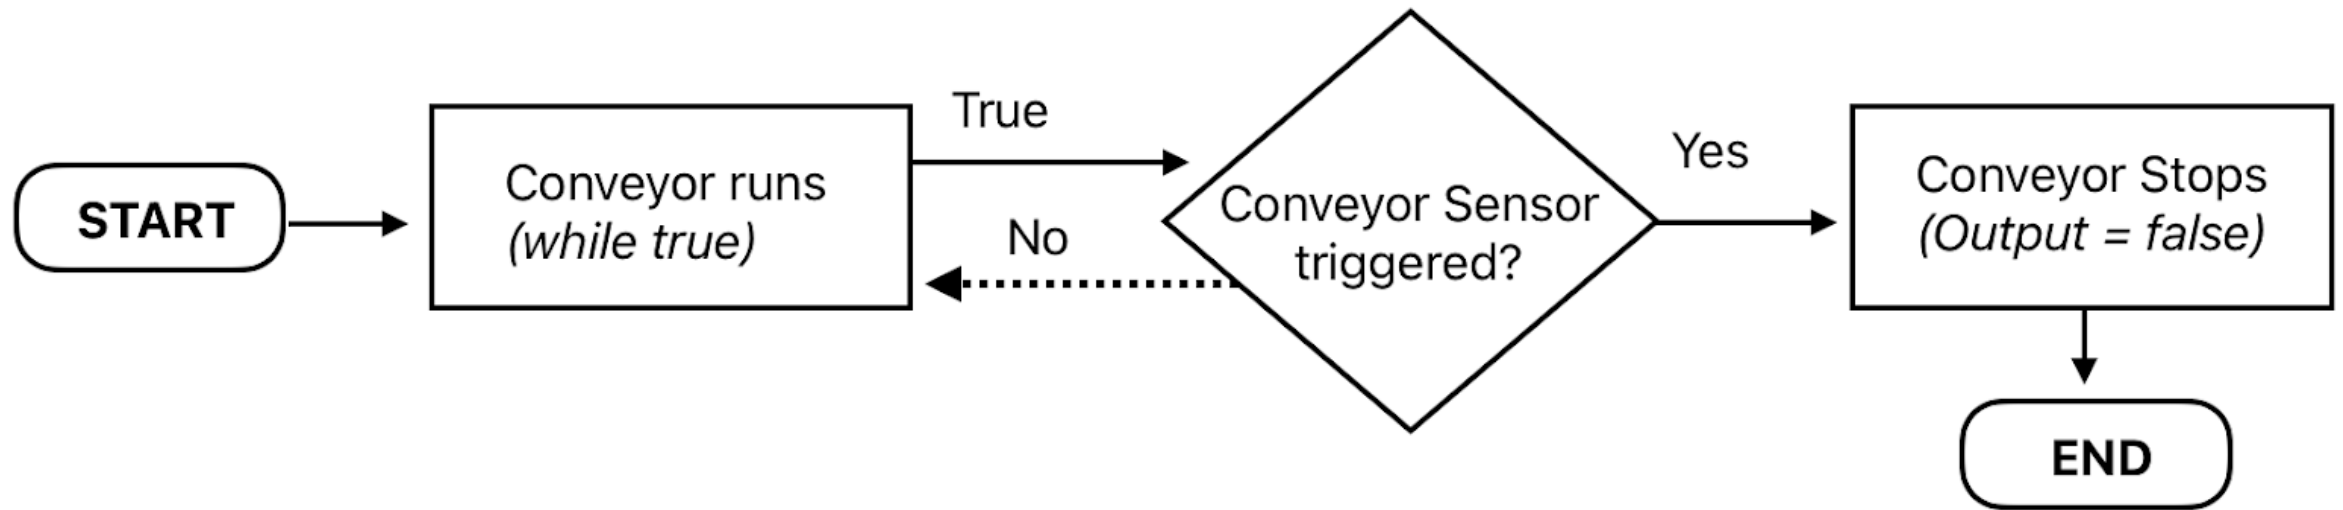 START
Conveyor runs
(while true)
True
No
Conveyor Sensor
triggered?
Yes
Conveyor Stops
(Output = false)
END